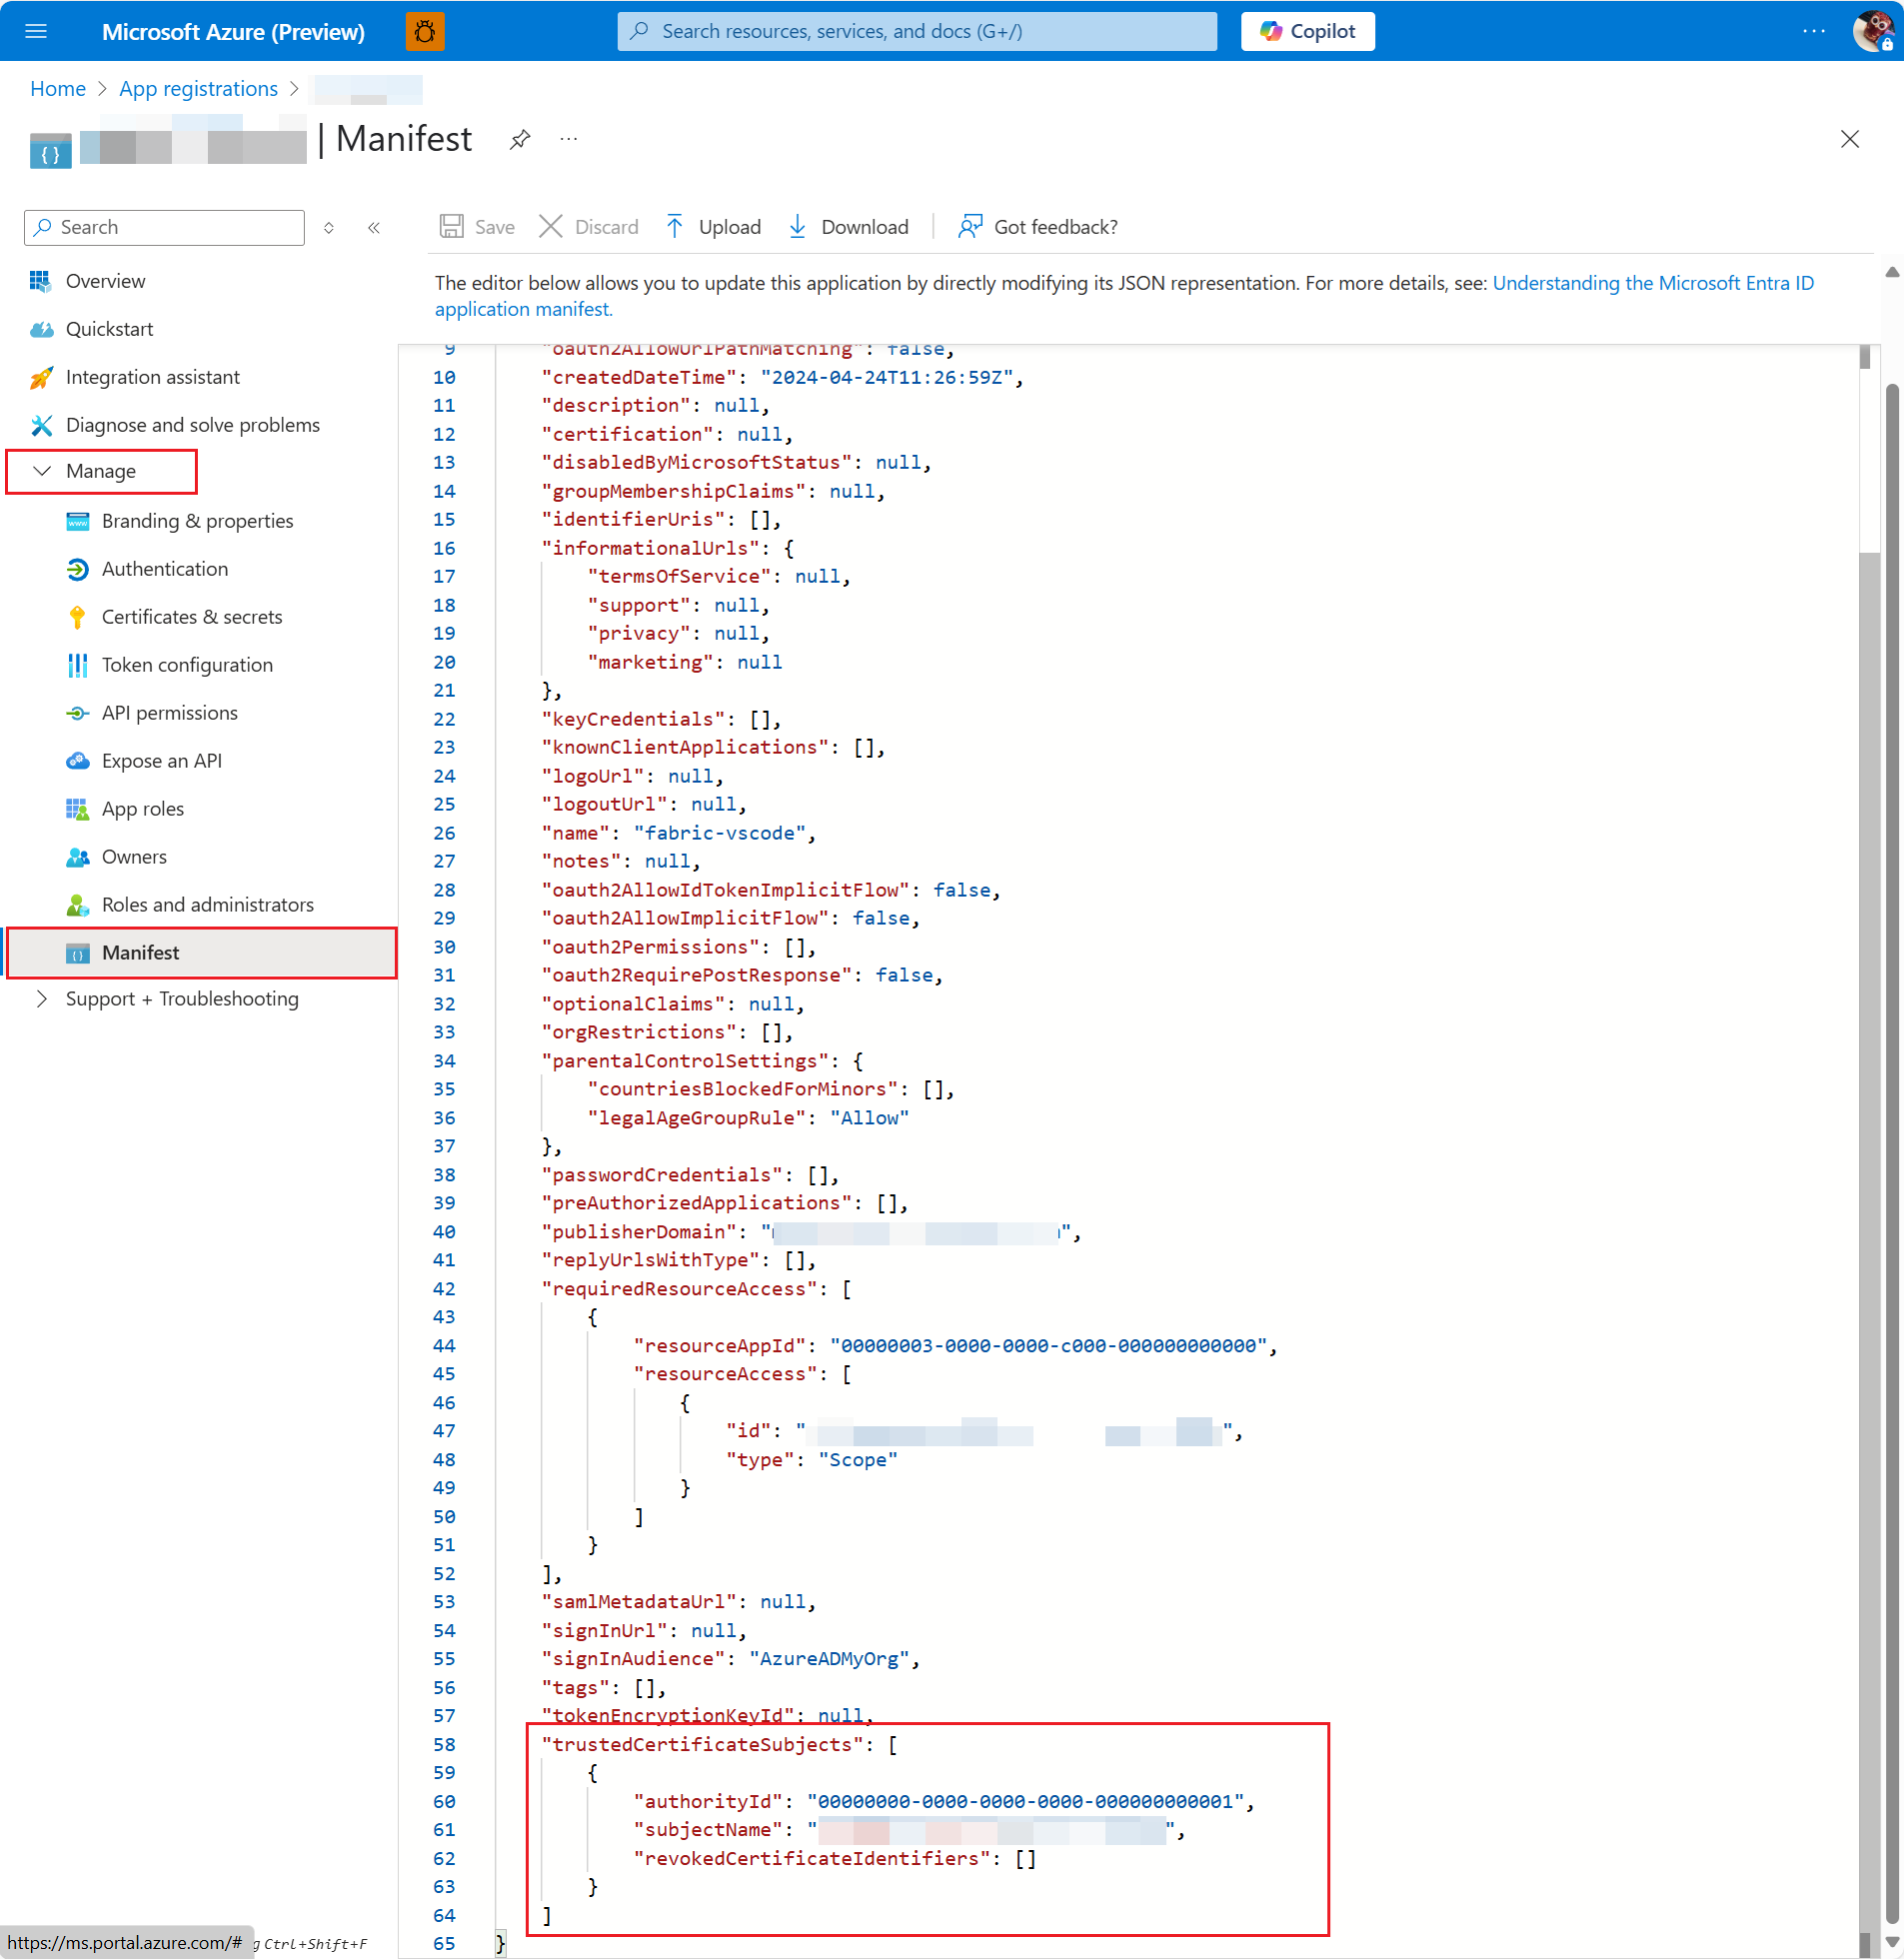 Microsoft Azure (Preview)
Search resources, services, and docs (G+/)
Copilot
Home > App registrations >
| Manifest
Search
Save
Discard
Upload
Download
Got feedback?
Overview
Quickstart
Integration assistant
Diagnose and solve problems
Manage
Branding & properties
Authentication
Certificates & secrets
Token configuration
API permissions
Expose an API
App roles
Owners
Roles and administrators
Manifest
Support + Troubleshooting
The editor below allows you to update this application by directly modifying its JSON representation. For more details, see: Understanding the Microsoft Entra ID
application manifest.
9 "oauth2AllowUrlPathMatching": false,
10 "createdDateTime": "2024-04-24T11:26:59Z",
11 "description": null,
12 "certification": null,
13 "disabledByMicrosoftStatus": null,
14 "groupMembershipClaims": null,
15 "identifierUris": [],
16 "informationalUrls": {
17 "termsOfService": null,
18 "support": null,
19 "privacy": null,
20 "marketing": null
21 },
22 "keyCredentials": [],
23 "knownClientApplications": [],
24 "logoUrl": null,
25 "logoutUrl": null,
26 "name": "fabric-vscode",
27 "notes": null,
28 "oauth2AllowIdTokenImplicitFlow": false,
29 "oauth2AllowImplicitFlow": false,
30 "oauth2Permissions": [],
31 "oauth2RequirePostResponse": false,
32 "optionalClaims": null,
33 "orgRestrictions": [],
34 "parentalControlSettings": {
35 "countriesBlockedForMinors": [],
36 "legalAgeGroupRule": "Allow"
37 },
38 "passwordCredentials": [],
39 "preAuthorizedApplications": [],
40 "publisherDomain": "",
41 "replyUrlsWithType": [],
42 "requiredResourceAccess": [
43 {
44 "resourceAppId": "00000003-0000-0000-c000-000000000000",
45 "resourceAccess": [
46 {
47 "id": "",
48 "type": "Scope"
49 }
50 ]
51 }
52 ],
53 "samlMetadataUrl": null,
54 "signInUrl": null,
55 "signInAudience": "AzureADMyOrg",
56 "tags": [],
57 "tokenEncryptionKeyId": null,
58 "trustedCertificateSubjects": [
59 {
60 "authorityId": "00000000-0000-0000-0000-000000000001",
61 "subjectName": "",
62 "revokedCertificateIdentifiers": []
63 }
64 ]
65 }
https://ms.portal.azure.com/#
g Ctrl+Shift+F